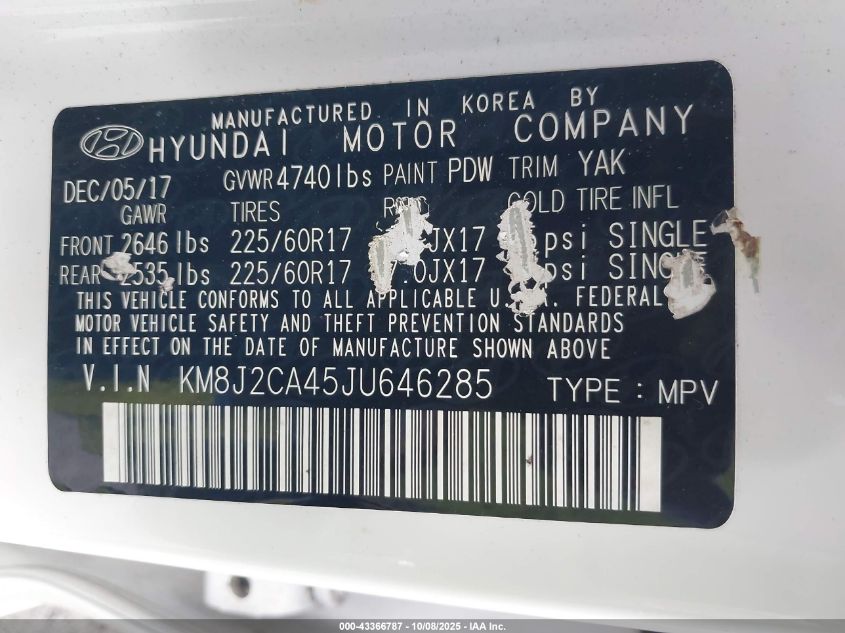 MANUFACTURED IN KOREA BY
HYUNDAI MOTOR COMPANY
DEC/05/17 GVWR 4740 lbs PAINT PDW TRIM YAK
GAWR TIRES COLD TIRE INFL
FRONT 2646 lbs 225/60R17 JX17 psi SINGLE
REAR 2535 lbs 225/60R17 .0JX17 psi SINGLE
THIS VEHICLE CONFORMS TO ALL APPLICABLE U.S.A. FEDERAL
MOTOR VEHICLE SAFETY AND THEFT PREVENTION STANDARDS
IN EFFECT ON THE DATE OF MANUFACTURE SHOWN ABOVE
V.I.N KM8J2CA45JU646285 TYPE : MPV
000-43366787 - 10/08/2025 - IAA Inc.